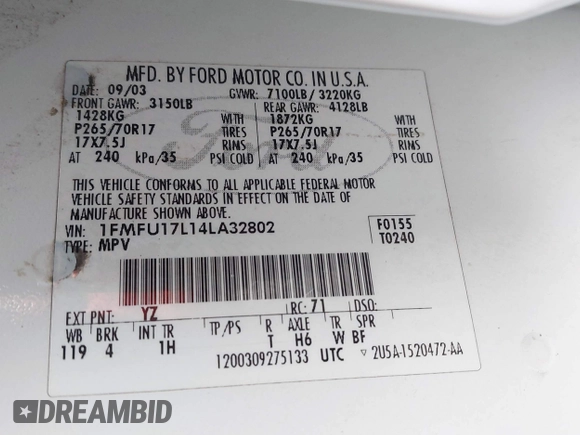 MFD. BY FORD MOTOR CO. IN U.S.A.
DATE: 09/03 GVWR: 7100LB/ 3220KG
FRONT GAWR: 3150LB REAR GAWR: 4128LB
1428KG WITH 1872KG WITH
P265/70R17 TIRES P265/70R17 TIRES
17X7.5J RIMS 17X7.5J RIMS
AT 240 kPa/35 PSI COLD AT 240 kPa/35 PSI COLD
THIS VEHICLE CONFORMS TO ALL APPLICABLE FEDERAL MOTOR
VEHICLE SAFETY STANDARDS IN EFFECT ON THE DATE OF
MANUFACTURE SHOWN ABOVE.
VIN: 1FMFU17L14LA32802 F0155
TYPE: MPV T0240
EXT PNT: YZ RC: 71 DSO:
WB BRK INT TR TP/PS R AXLE TR SPR
119 4 1H T H6 W BF
1200309275133 UTC 2U5A-1520472-AA
Ford
DREAMBID